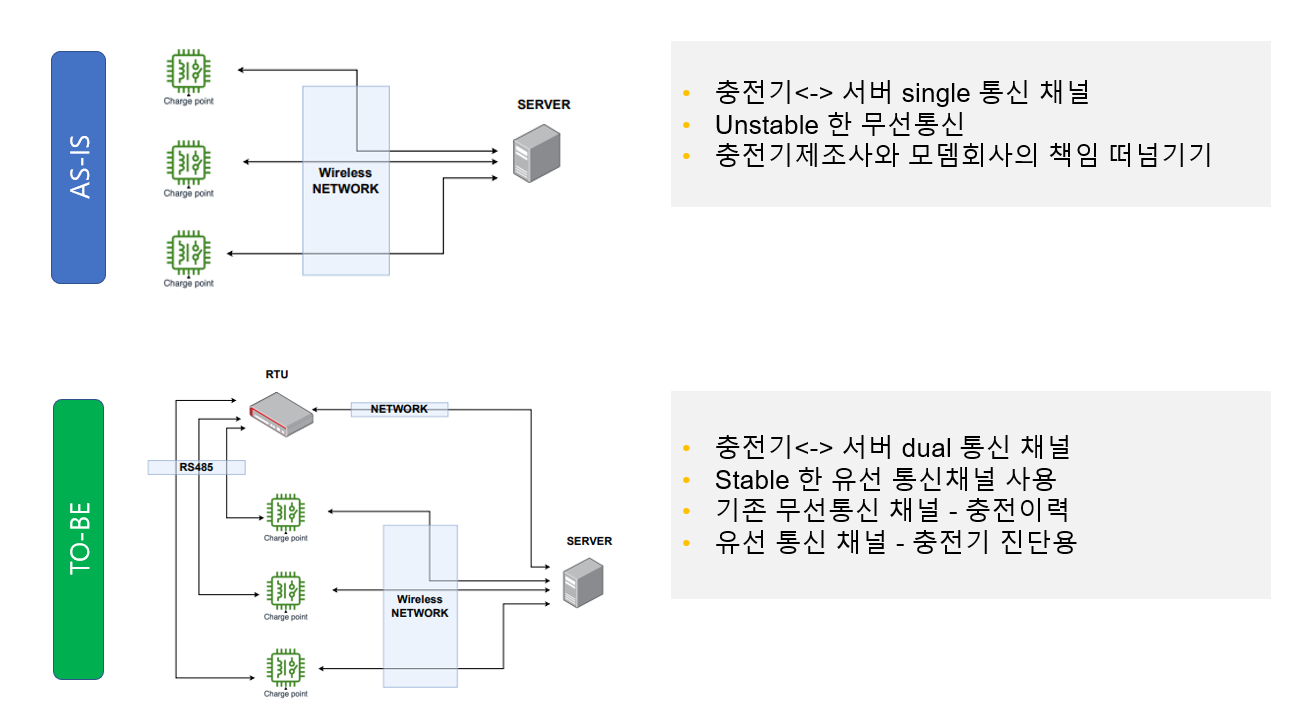 AS-IS
Charge point
Charge point
Charge point
Wireless
NETWORK
SERVER
• 충전기<-> 서버 single 통신 채널
• Unstable 한 무선통신
• 충전기제조사와 모뎀회사의 책임 떠넘기기
TO-BE
RTU
NETWORK
RS485
Charge point
Charge point
Charge point
Wireless
NETWORK
SERVER
• 충전기<-> 서버 dual 통신 채널
• Stable 한 유선 통신채널 사용
• 기존 무선통신 채널 - 충전이력
• 유선 통신 채널 - 충전기 진단용